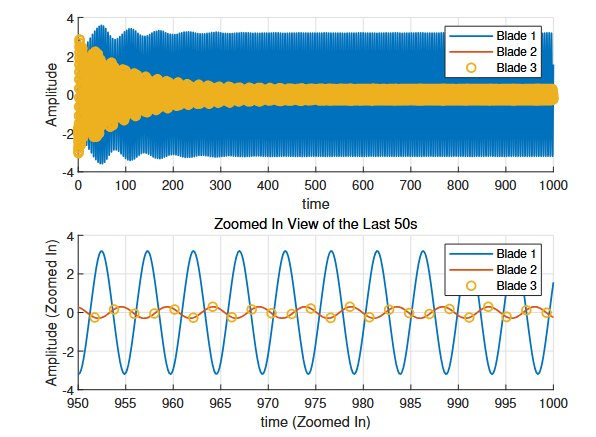 4
2
0
-2
-4
Amplitude
0 100 200 300 400 500 600 700 800 900 1000
time
Blade 1
Blade 2
Blade 3
Zoomed In View of the Last 50s
4
2
0
-2
-4
Amplitude (Zoomed In)
950 955 960 965 970 975 980 985 990 995 1000
time (Zoomed In)
Blade 1
Blade 2
Blade 3